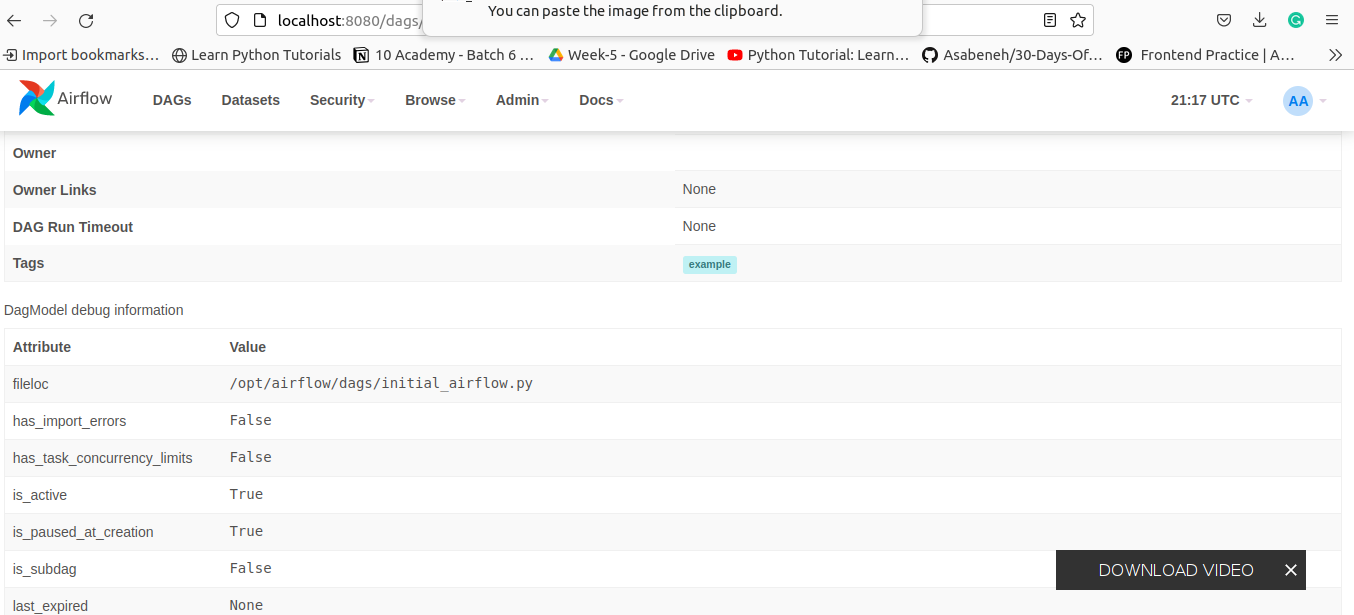 You can paste the image from the clipboard.
localhost:8080/dags/
Import bookmarks… Learn Python Tutorials 10 Academy - Batch 6 … Week-5 - Google Drive Python Tutorial: Learn… Asabeneh/30-Days-Of… FP Frontend Practice | A…
Airflow DAGs Datasets Security Browse Admin Docs 21:17 UTC AA
Owner
Owner Links None
DAG Run Timeout None
Tags example
DagModel debug information
Attribute Value
fileloc /opt/airflow/dags/initial_airflow.py
has_import_errors False
has_task_concurrency_limits False
is_active True
is_paused_at_creation True
is_subdag False
DOWNLOAD VIDEO
last_expired None